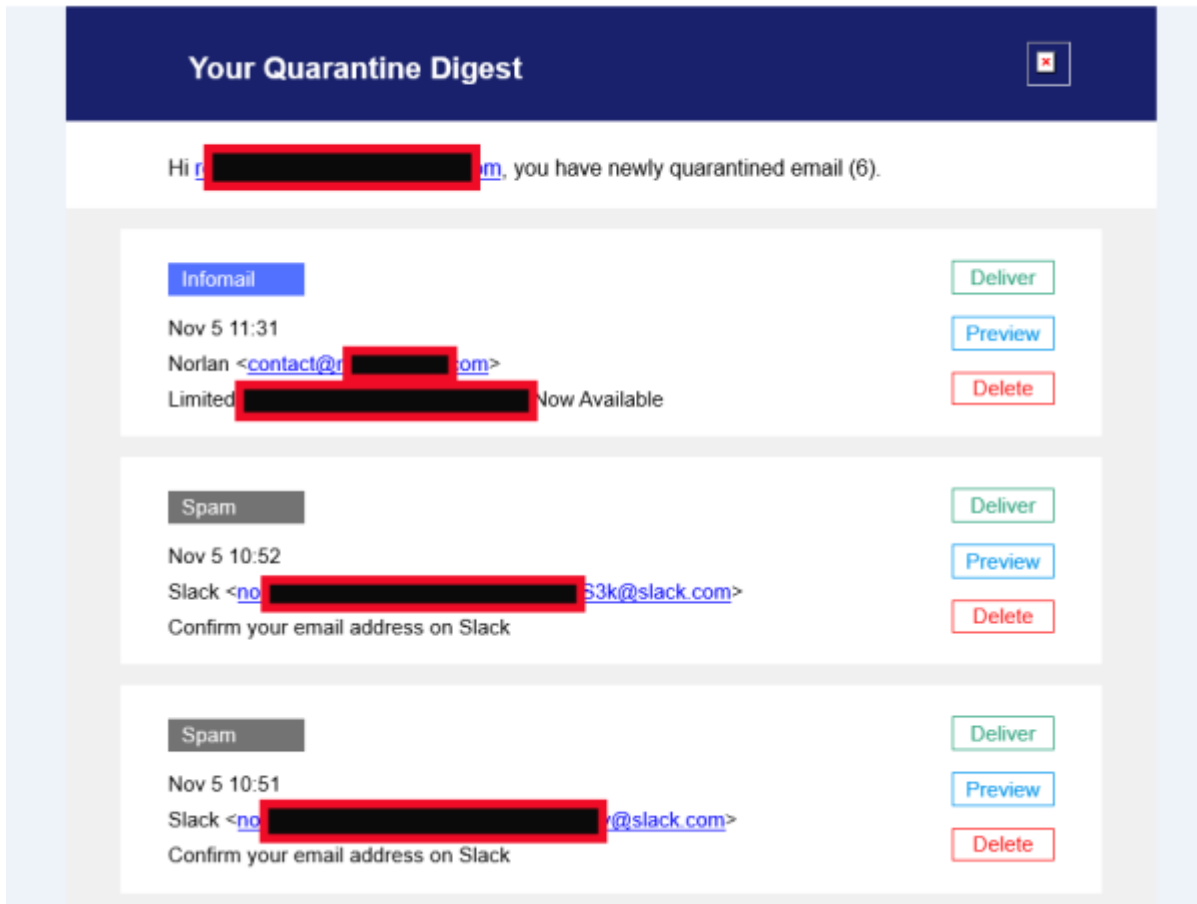 Your Quarantine Digest
Hi r m, you have newly quarantined email (6).
Infomail
Deliver
Nov 5 11:31
Preview
Norlan <contact@r com>
Limited Now Available
Delete
Spam
Deliver
Nov 5 10:52
Preview
Slack <no S3k@slack.com>
Delete
Confirm your email address on Slack
Spam
Deliver
Nov 5 10:51
Preview
Slack <no @slack.com>
Delete
Confirm your email address on Slack